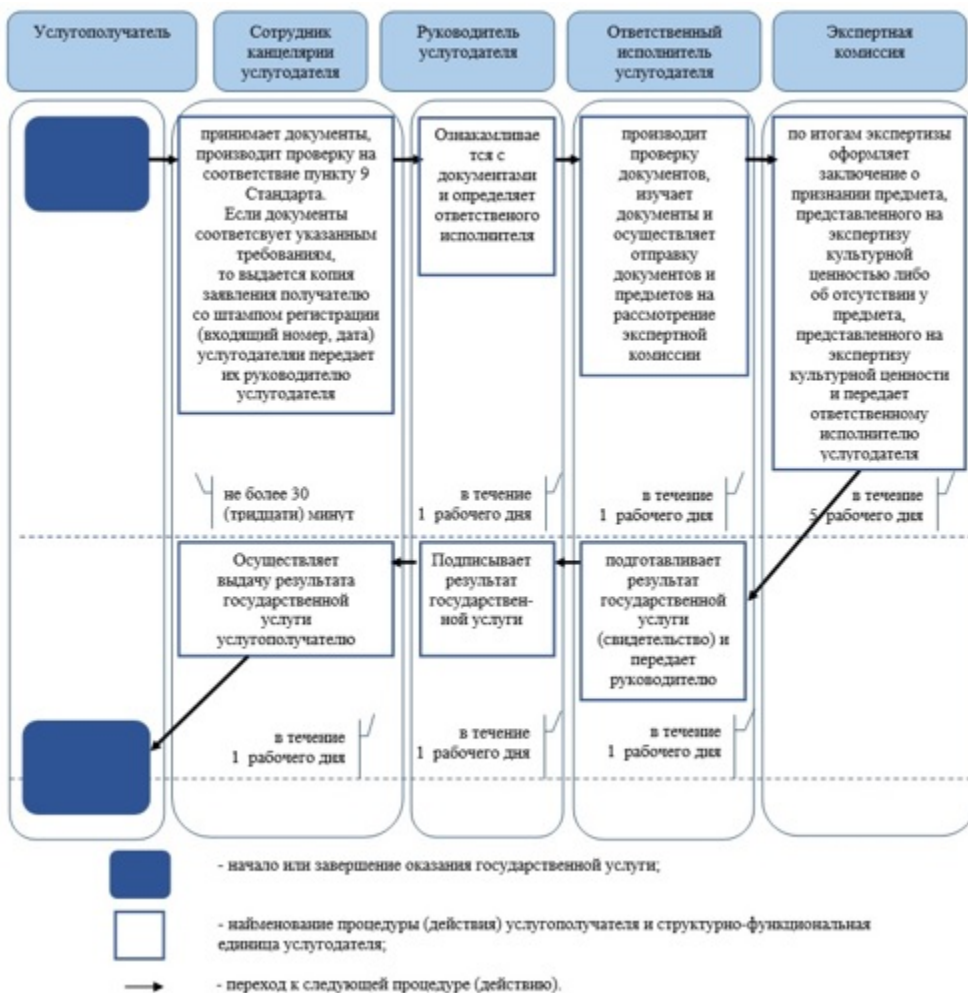 Услугополучатель
Сотрудник
канцелярии
услугодателя
Руководитель
услугодателя
Ответственный
исполнитель
услугодателя
Экспертная
комиссия
принимает документы,
производит проверку на
соответствие пункту 9
Стандарта.
Если документы
соответсвует указанным
требованиям,
то выдается копия
заявления получателю
со штампом регистрации
(входящий номер, дата)
услугодателяи передает
их руководителю
услугодателя
Ознакамливае
тся с
документами
и определяет
ответственого
исполнителя
производит
проверку
документов,
изучает
документы и
осуществляет
отправку
документов и
предметов на
рассмотрение
экспертной
комиссии
по итогам экспертизы
оформляет
заключение о
признании предмета,
представленного на
экспертизу
культурной
ценностью либо
об отсутствии у
предмета,
представленного на
экспертизу
культурной ценности
и передает
ответственному
исполнителю
услугодателя
не более 30
(тридцати) минут
в течение
1 рабочего дня
в течение
1 рабочего дня
в течение
5 рабочего дня
Осуществляет
выдачу результата
государственной
услуги
услугополучателю
Подписывает
результат
государствен-
ной услуги
подготавливает
результат
государственной
услуги
(свидетельство) и
передает
руководителю
в течение
1 рабочего дня
в течение
1 рабочего дня
в течение
1 рабочего дня
- начало или завершение оказания государственной услуги;
- найменование процедуры (действия) услугополучателя и структурно-функциональная
единица услугодателя;
- переход к следующей процедуре (действию).